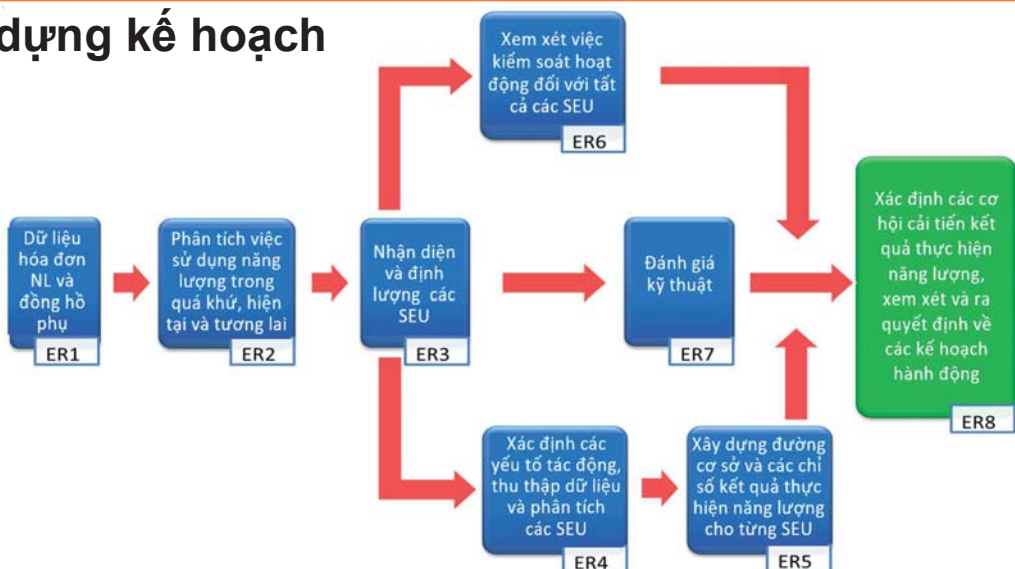 dựng kế hoạch
Xem xét việc
kiểm soát hoạt
động đối với tất
cả các SEU
ER6
Dữ liệu
hóa đơn
NL và
đồng hồ
phụ
ER1
Phân tích việc
sử dụng năng
lượng trong
quá khứ, hiện
tại và tương lai
ER2
Nhận diện
và định
lượng các
SEU
ER3
Đánh giá
kỹ thuật
ER7
Xác định các cơ
hội cải tiến kết
quả thực hiện
năng lượng,
xem xét và ra
quyết định về
các kế hoạch
hành động
ER8
Xác định các
yếu tố tác động,
thu thập dữ liệu
và phân tích
các SEU
ER4
Xây dựng đường
cơ sở và các chỉ
số kết quả thực
hiện năng lượng
cho từng SEU
ER5